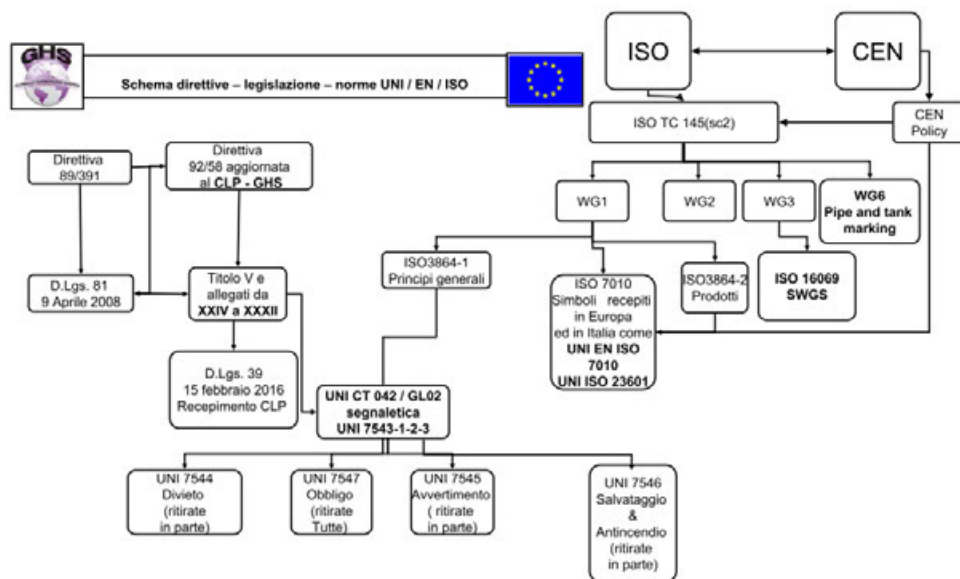 GHS
Schema direttive – legislazione – norme UNI / EN / ISO
ISO
CEN
ISO TC 145(sc2)
CEN
Policy
Direttiva
89/391
Direttiva
92/58 aggiornata
al CLP - GHS
WG1
WG2
WG3
WG6
Pipe and tank
marking
D.Lgs. 81
9 Aprile 2008
Titolo V e
allegati da
XXIV a XXXII
ISO3864-1
Principi generali
ISO 7010
Simboli recepiti
in Europa
ed in Italia come
UNI EN ISO
7010
UNI ISO 23601
ISO3864-2
Prodotti
ISO 16069
SWGS
D.Lgs. 39
15 febbraio 2016
Recepimento CLP
UNI CT 042 / GL02
segnaletica
UNI 7543-1-2-3
UNI 7544
Divieto
(ritirate
in parte)
UNI 7547
Obbligo
(ritirate
Tutte)
UNI 7545
Avvertimento
( ritirate
in parte)
UNI 7546
Salvataggio
&
Antincendio
(ritirate
in parte)